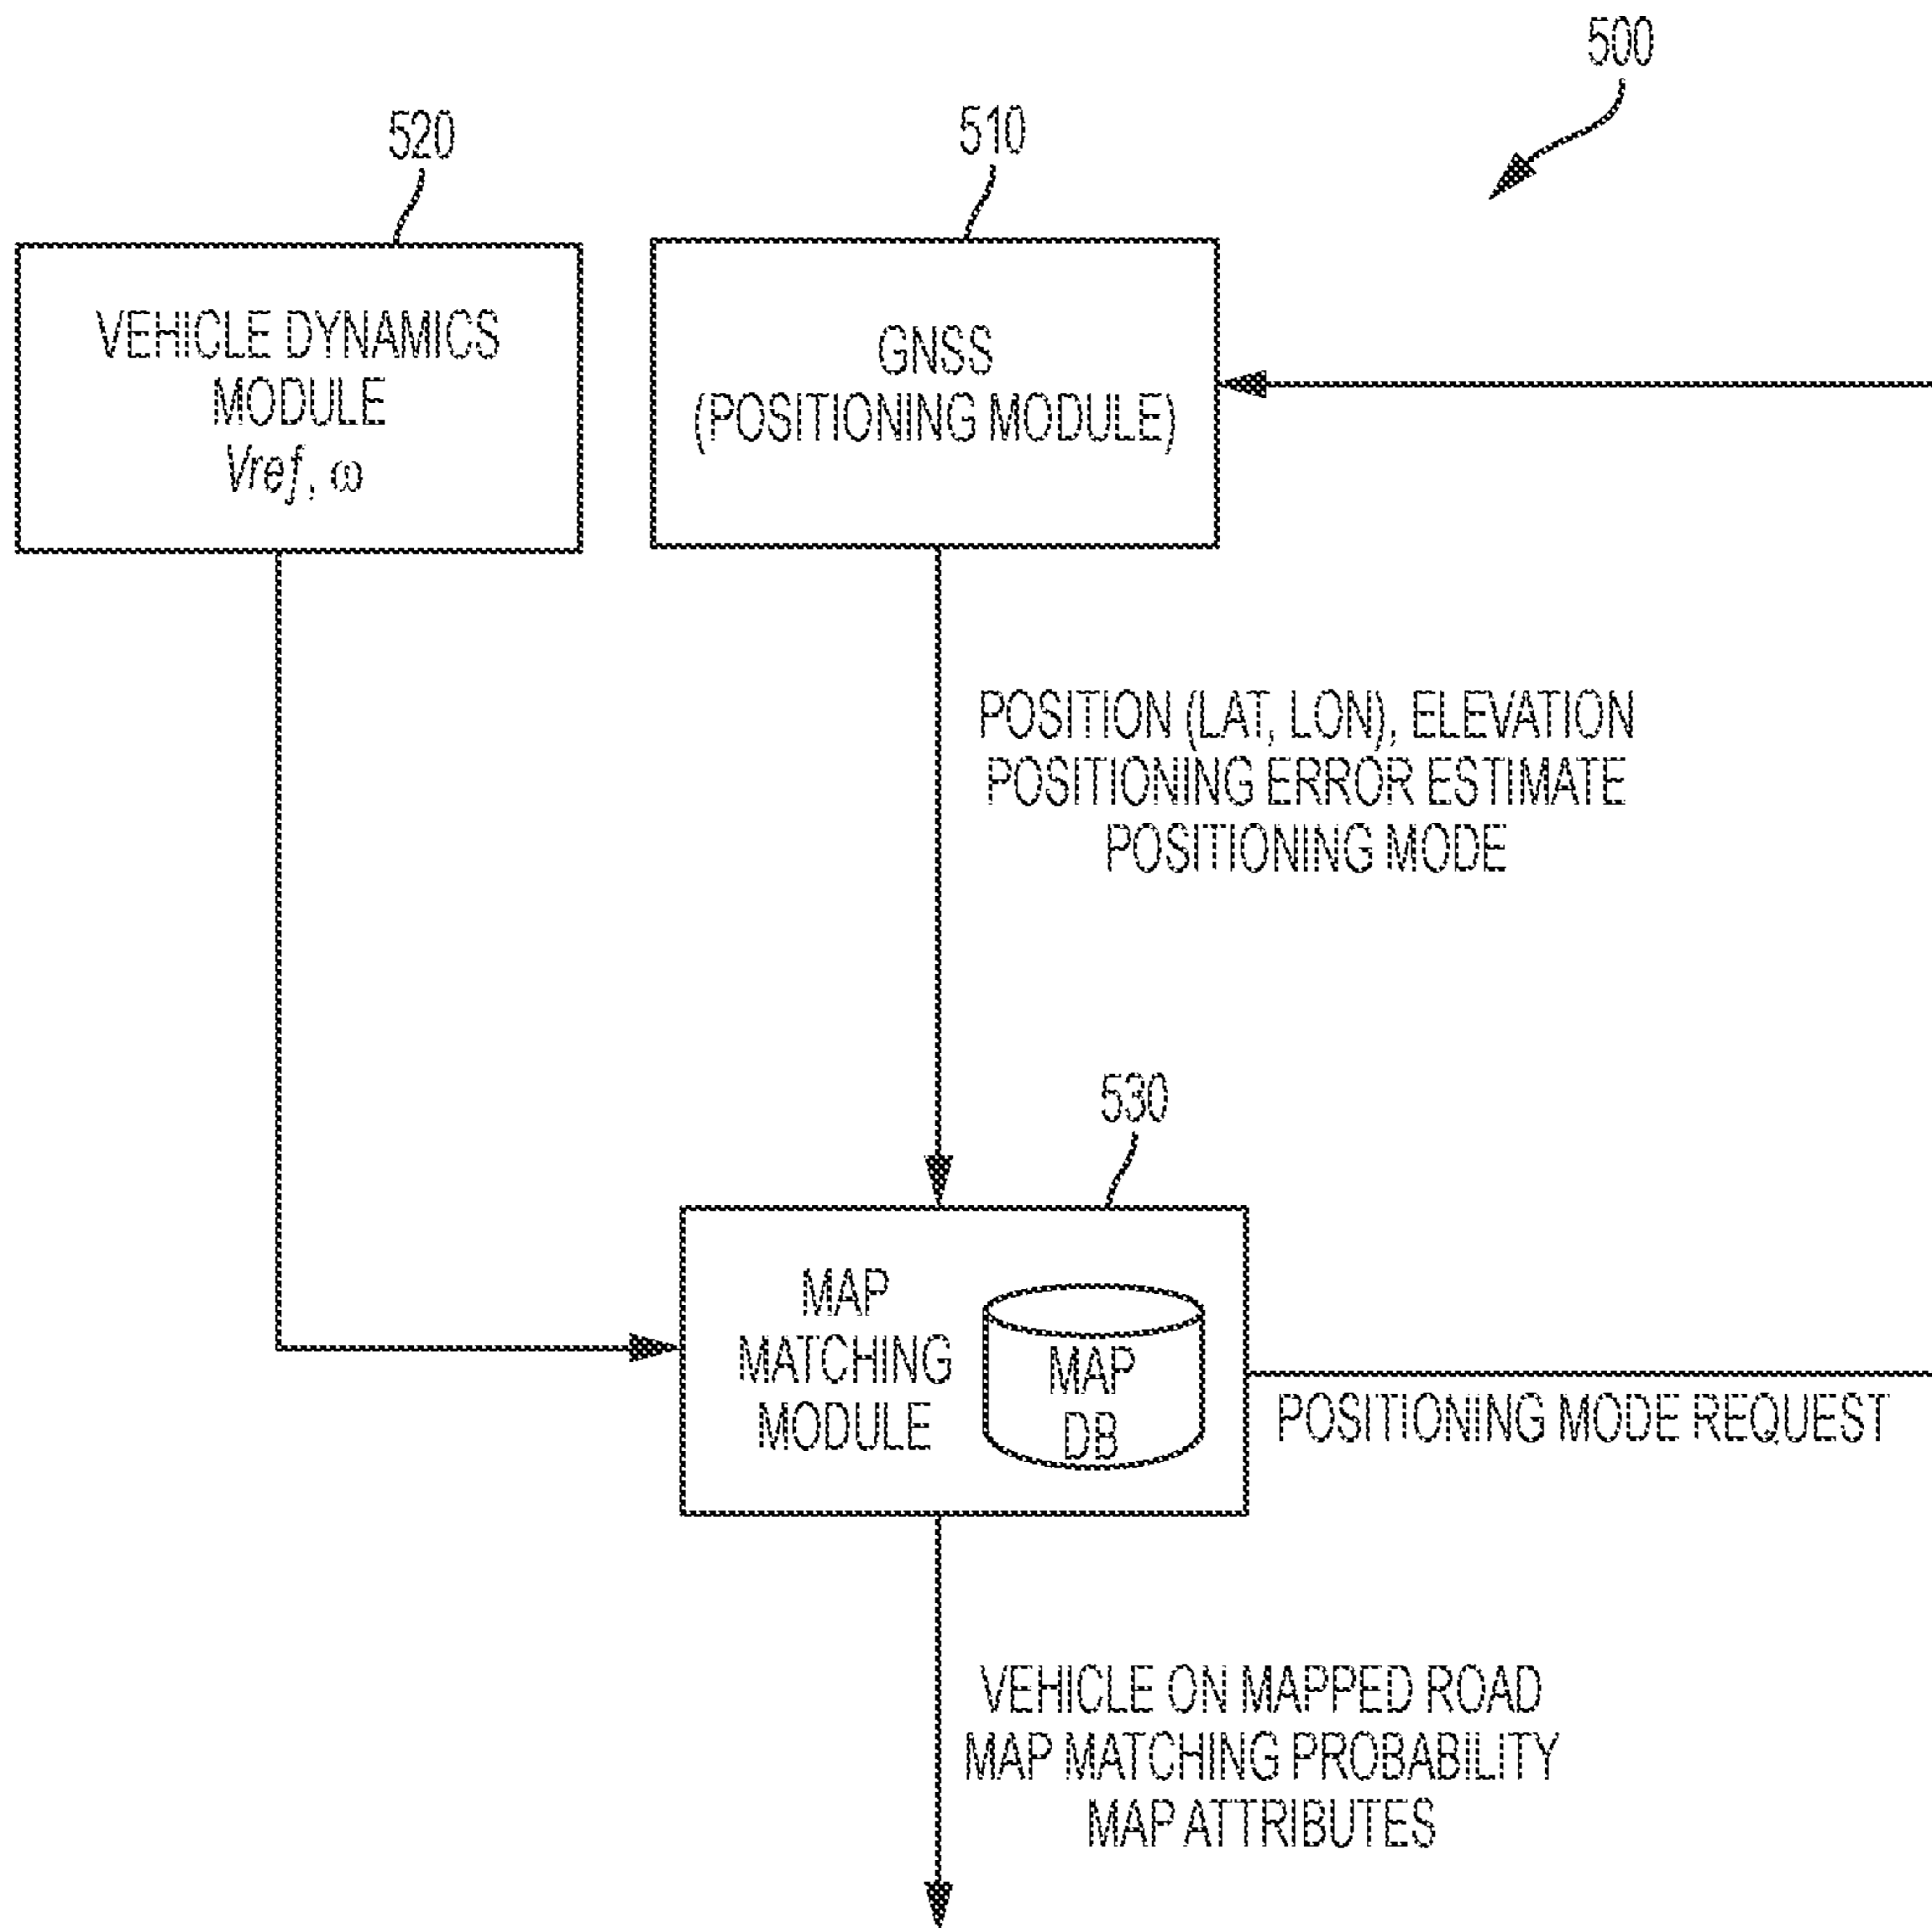 500
520
510
VEHICLE DYNAMICS
MODULE
Vref, ω
GNSS
(POSITIONING MODULE)
POSITION (LAT, LON), ELEVATION
POSITIONING ERROR ESTIMATE
POSITIONING MODE
530
MAP
MATCHING
MODULE
MAP
DB
POSITIONING MODE REQUEST
VEHICLE ON MAPPED ROAD
MAP MATCHING PROBABILITY
MAP ATTRIBUTES